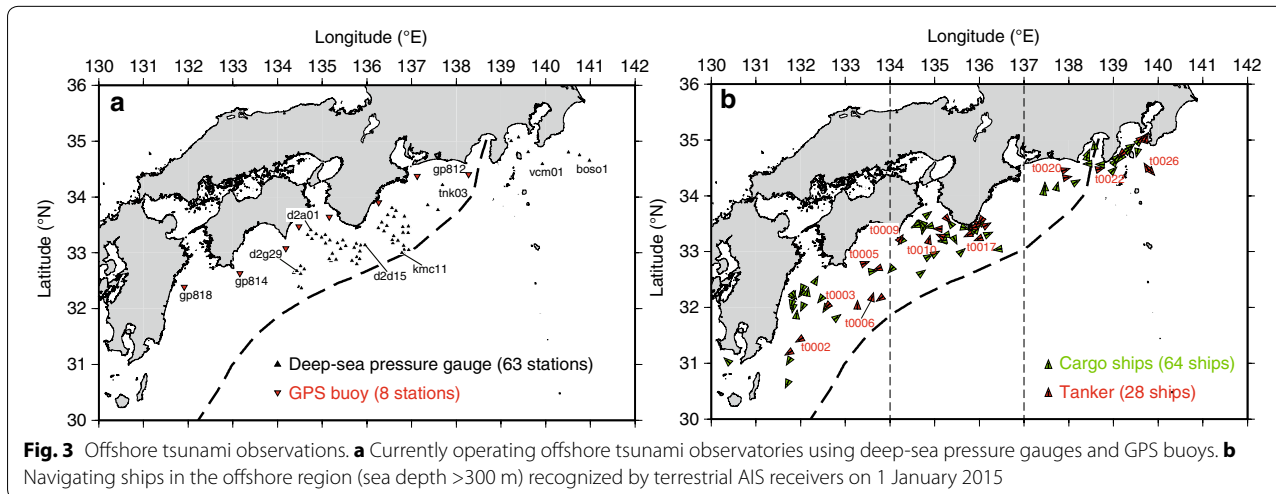 Longitude (°E)
130 131 132 133 134 135 136 137 138 139 140 141 142
36
35
34
33
32
31
30
Latitude (°N)
a
gp812
vcm01
boso1
tnk03
d2a01
d2g29
d2d15
kmc11
gp814
gp818
Deep-sea pressure gauge (63 stations)
GPS buoy (8 stations)
Longitude (°E)
130 131 132 133 134 135 136 137 138 139 140 141 142
36
35
34
33
32
31
30
Latitude (°N)
b
t0020
t0026
t0022
t0009
t0010
t0017
t0005
t0003
t0006
t0002
Cargo ships (64 ships)
Tanker (28 ships)
Fig. 3 Offshore tsunami observations. a Currently operating offshore tsunami observatories using deep-sea pressure gauges and GPS buoys. b
Navigating ships in the offshore region (sea depth >300 m) recognized by terrestrial AIS receivers on 1 January 2015